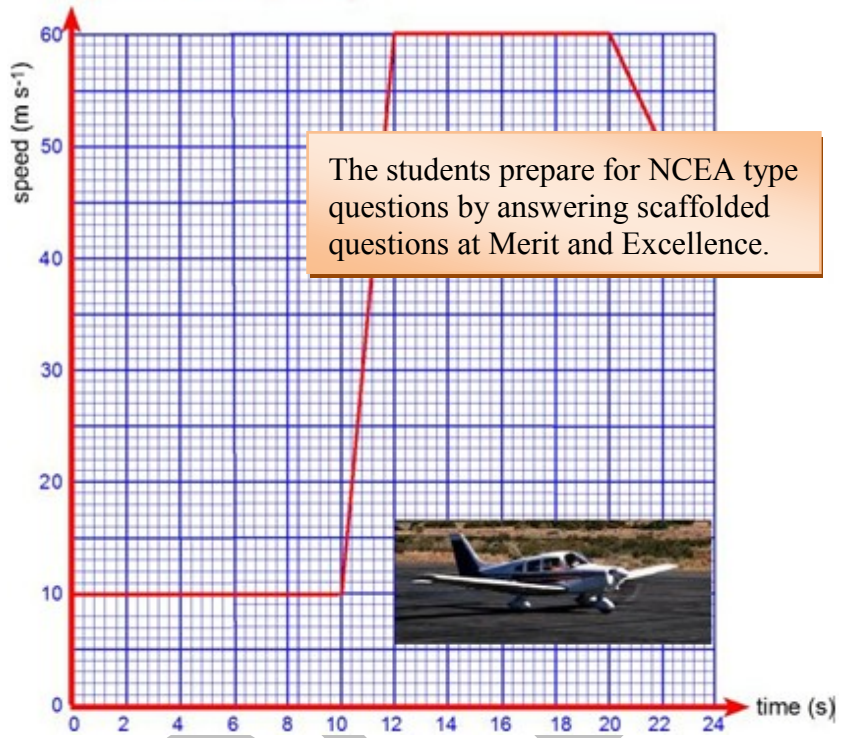 60
speed (m s-1)
50
The students prepare for NCEA type
questions by answering scaffolded
questions at Merit and Excellence.
40
30
20
10
0
time (s)
0 2 4 6 8 10 12 14 16 18 20 22 24